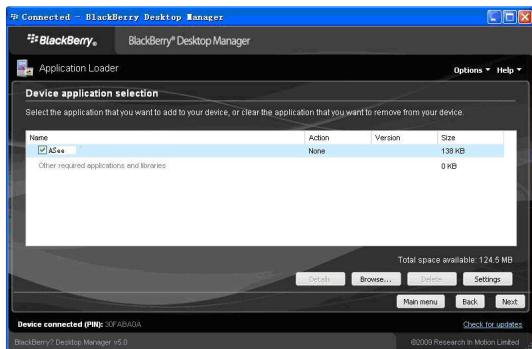 Connected - BlackBerry Desktop Manager
BlackBerry® BlackBerry® Desktop Manager
Application Loader Options Help
Device application selection
Select the application that you want to add to your device, or clear the application that you want to remove from your device.
Name Action Version Size
ASee None 138 KB
Other required applications and libraries 0 KB
Total space available: 124.5 MB
Details Browse... Delete Settings
Main menu Back Next
Device connected (PIN): 30FABA0A Check for updates
BlackBerry? Desktop Manager v5.0 ©2009 Research In Motion Limited